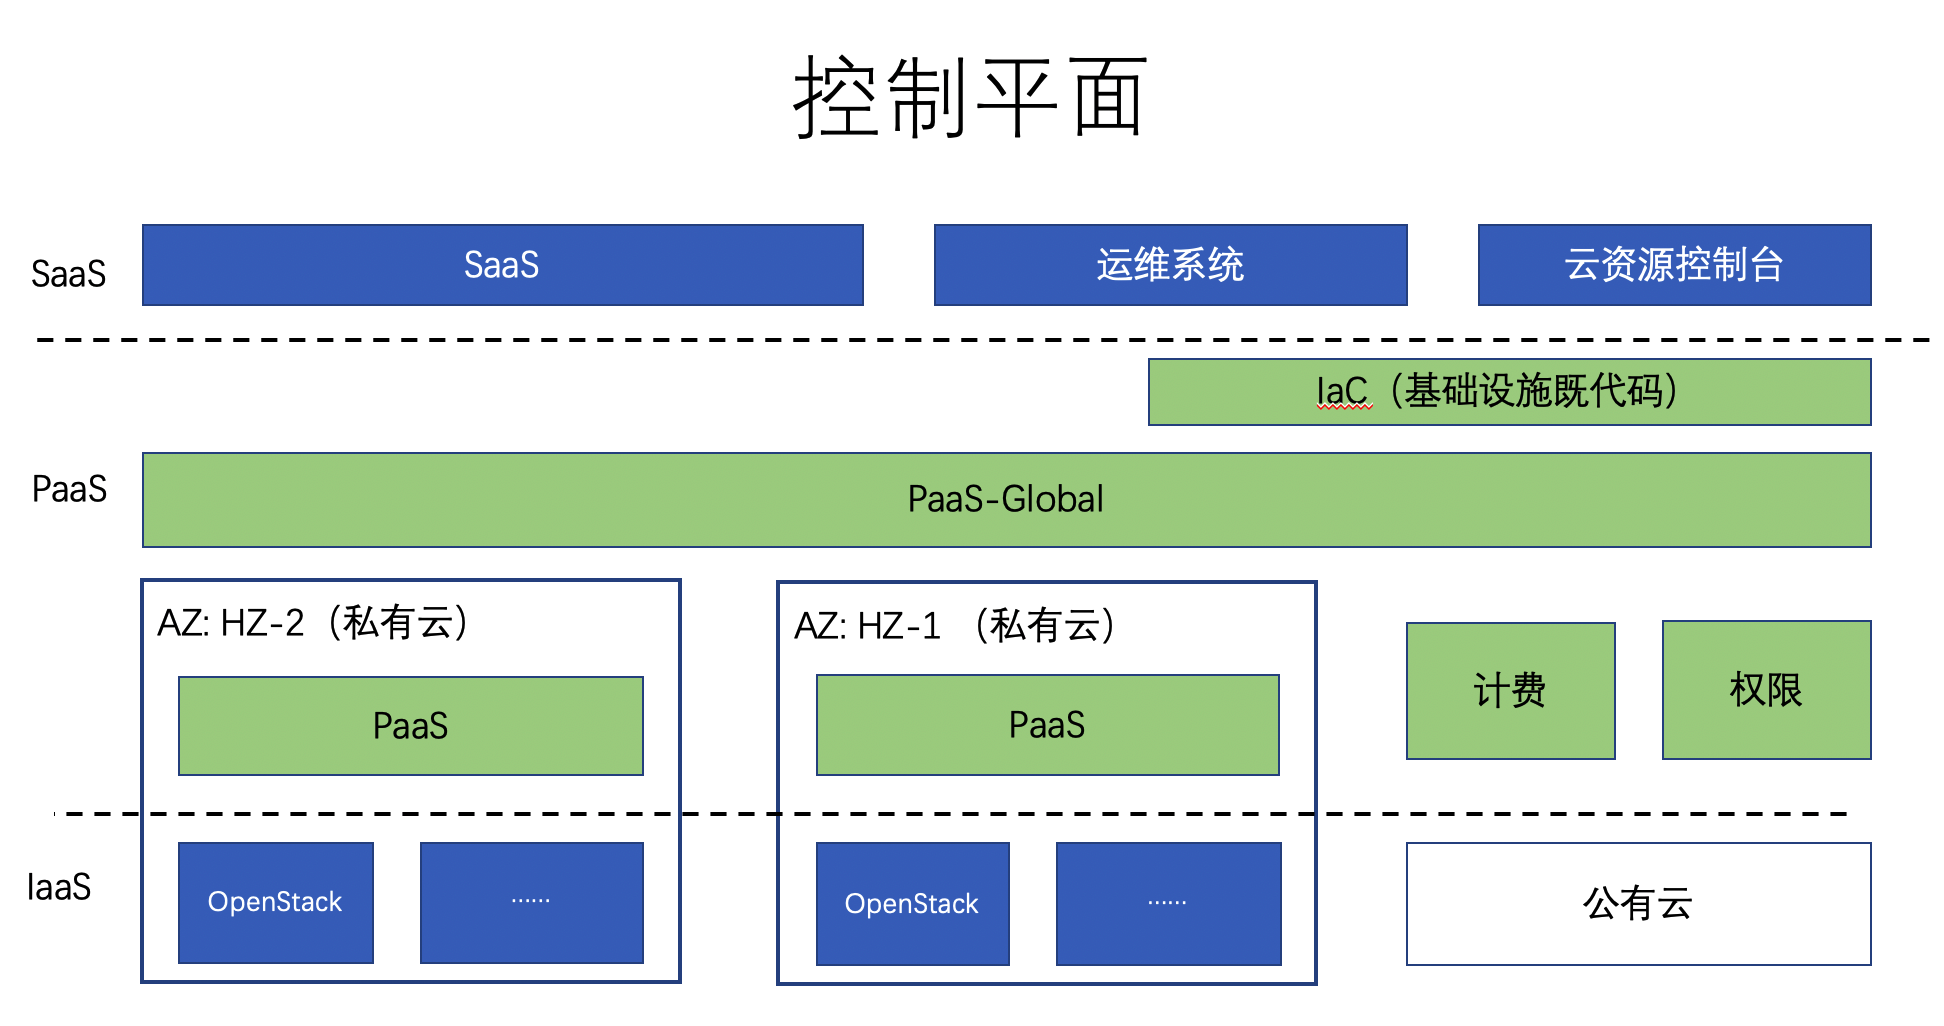 控制平面
SaaS
SaaS
运维系统
云资源控制台
IaC（基础设施既代码）
PaaS
PaaS-Global
AZ: HZ-2（私有云）
AZ: HZ-1 （私有云）
PaaS
PaaS
计费
权限
IaaS
OpenStack
......
OpenStack
......
公有云